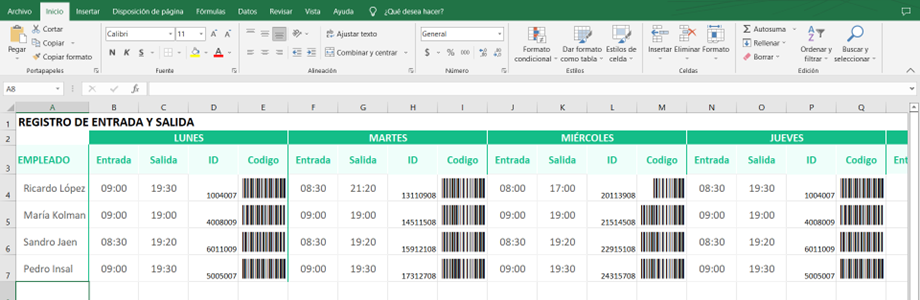 Archivo Inicio Insertar Disposición de página Fórmulas Datos Revisar Vista Ayuda ¿Qué desea hacer?
Pegar
Cortar
Copiar
Copiar formato
Portapapeles
Calibri 11 A A
N K S A
Fuente
Ajustar texto
Combinar y centrar
Alineación
General
$ % 000
Número
Formato condicional
Dar formato como tabla
Estilos de celda
Estilos
Insertar Eliminar Formato
Celdas
Autosuma
Rellenar
Borrar
Ordenar y filtrar
Buscar y seleccionar
Edición
A8 fx
A B C D E F G H I J K L M N O P Q
1 REGISTRO DE ENTRADA Y SALIDA
2 LUNES MARTES MIÉRCOLES JUEVES
3 EMPLEADO Entrada Salida ID Codigo Entrada Salida ID Codigo Entrada Salida ID Codigo Entrada Salida ID Codigo Ent
4 Ricardo López 09:00 19:30 1004007 08:30 21:20 13110908 08:00 17:00 20113908 08:30 19:30 1004007
5 María Kolman 09:00 19:00 4008009 09:00 19:00 14511508 09:00 19:00 21514508 09:00 19:00 4008009
6 Sandro Jaen 08:30 19:20 6011009 08:30 19:20 15912108 08:30 19:20 22915108 08:30 19:20 6011009
7 Pedro Insal 09:00 19:30 5005007 09:00 19:30 17312708 09:00 19:30 24315708 09:00 19:30 5005007